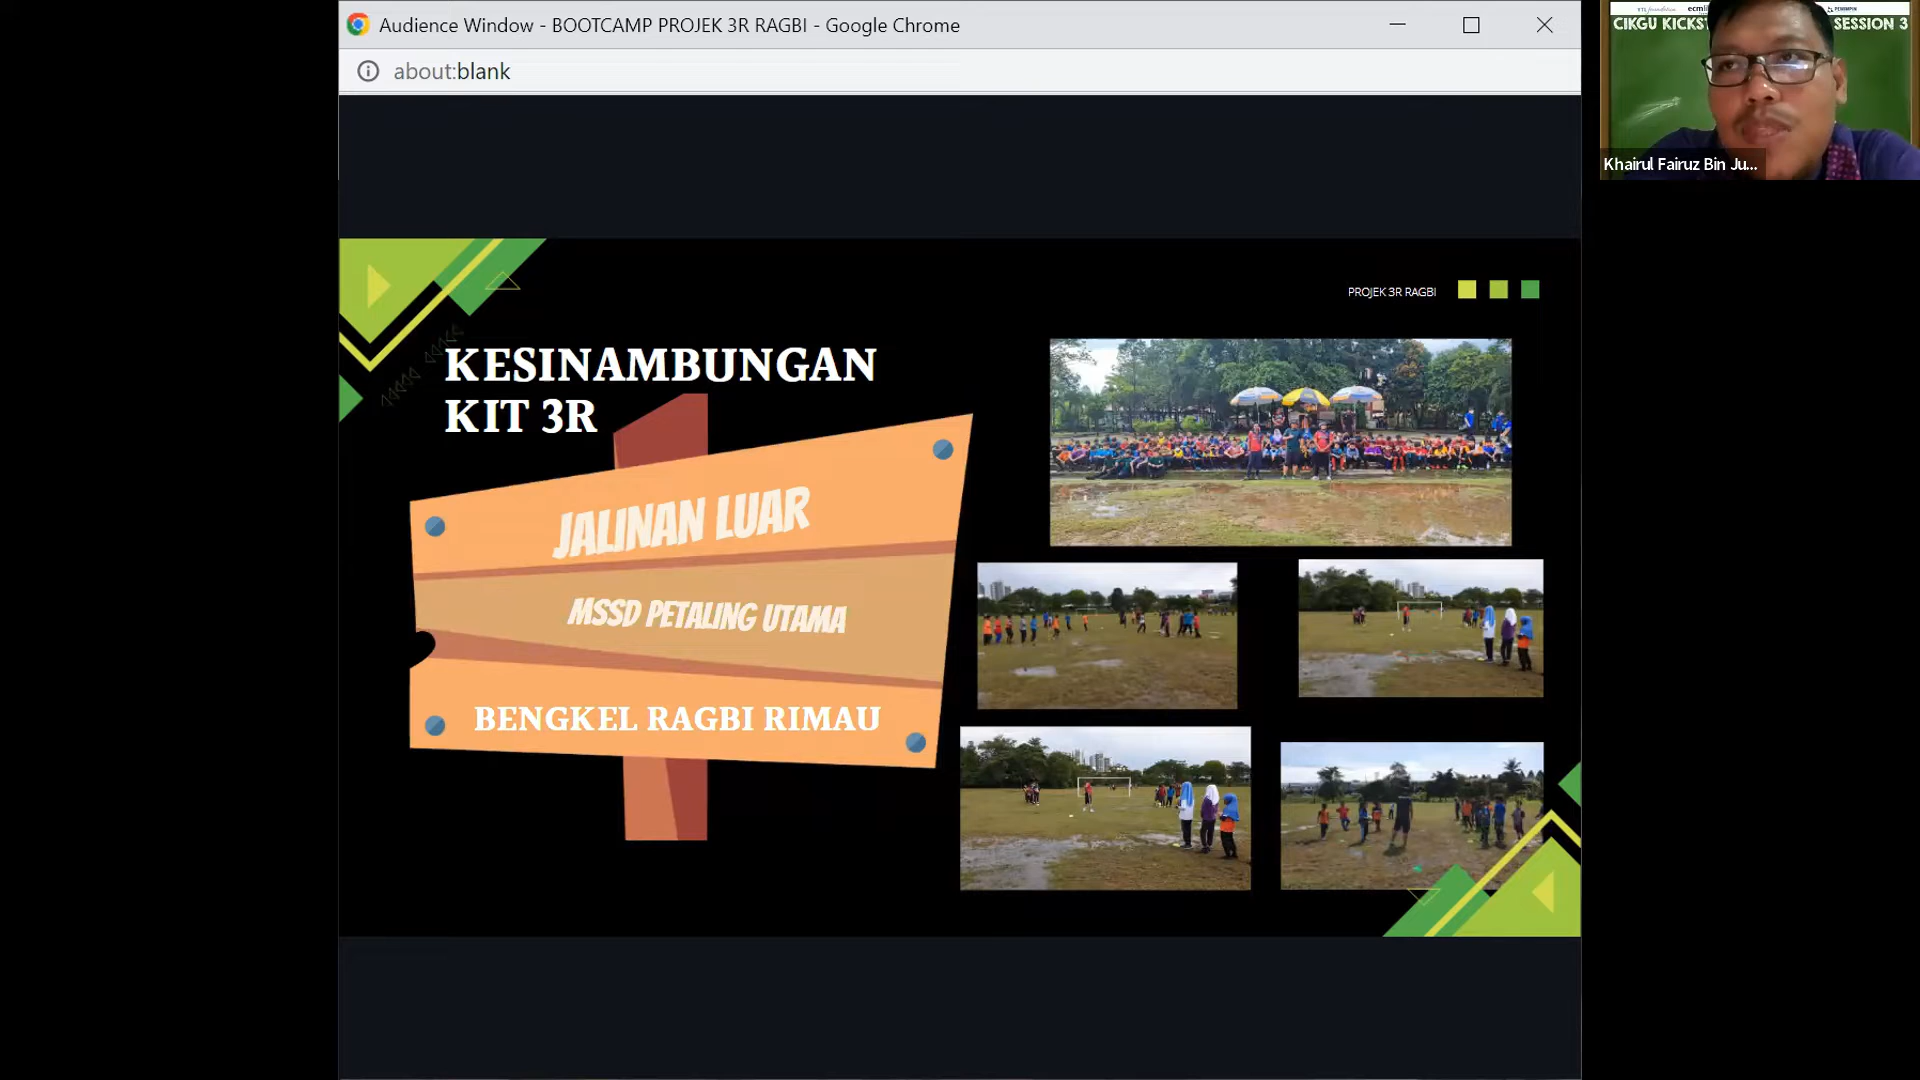 Audience Window - BOOTCAMP PROJEK 3R RAGBI - Google Chrome
about:blank
CIKGU KICKST
SESSION 3
Khairul Fairuz Bin Ju...
PROJEK 3R RAGBI
KESINAMBUNGAN
KIT 3R
JALINAN LUAR
MSSD PETALING UTAMA
BENGKEL RAGBI RIMAU